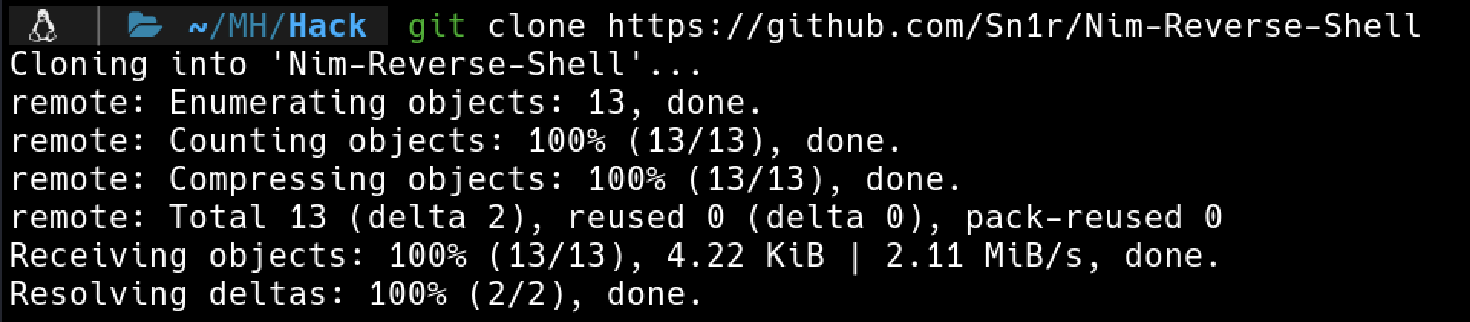 ~/MH/Hack git clone https://github.com/Sn1r/Nim-Reverse-Shell
Cloning into 'Nim-Reverse-Shell'...
remote: Enumerating objects: 13, done.
remote: Counting objects: 100% (13/13), done.
remote: Compressing objects: 100% (13/13), done.
remote: Total 13 (delta 2), reused 0 (delta 0), pack-reused 0
Receiving objects: 100% (13/13), 4.22 KiB | 2.11 MiB/s, done.
Resolving deltas: 100% (2/2), done.